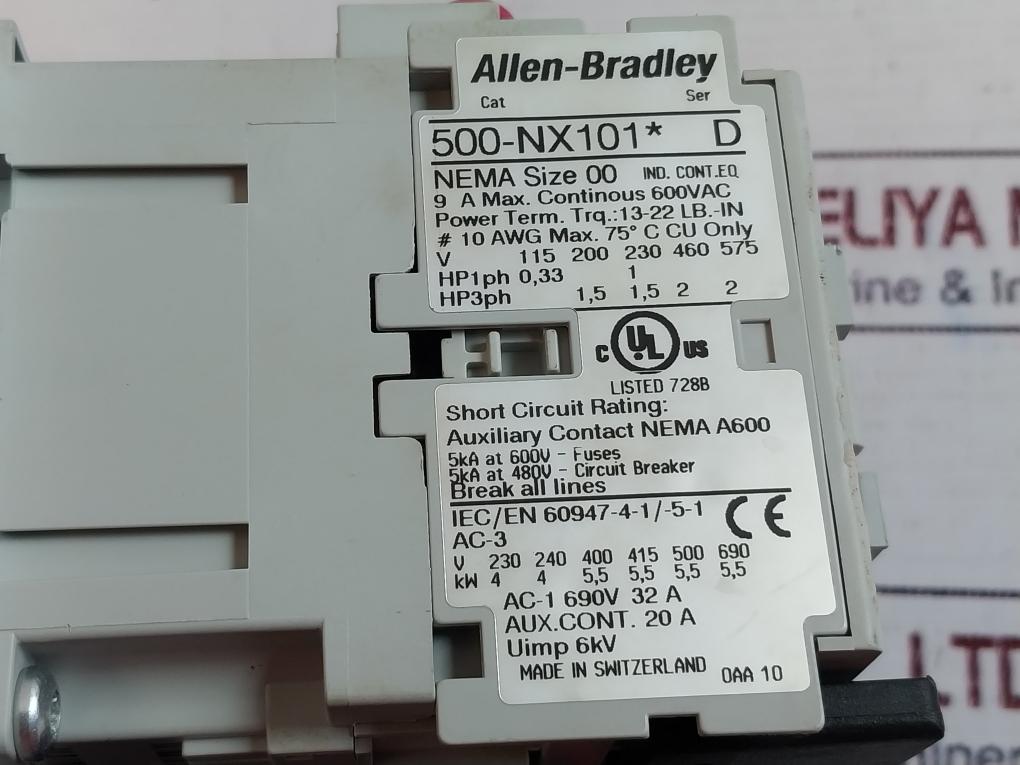 Allen-Bradley
Cat Ser
500-NX101* D
NEMA Size 00 IND. CONT.EQ
9 A Max. Continous 600VAC
Power Term. Trq.:13-22 LB.-IN
# 10 AWG Max. 75° C CU Only
V 115 200 230 460 575
HP1ph 0,33 1
HP3ph 1,5 1,5 2 2
C UL US
LISTED 728B
Short Circuit Rating:
Auxiliary Contact NEMA A600
5kA at 600V - Fuses
5kA at 480V - Circuit Breaker
Break all lines
IEC/EN 60947-4-1/-5-1 CE
AC-3
V 230 240 400 415 500 690
kW 4 4 5,5 5,5 5,5 5,5
AC-1 690V 32 A
AUX.CONT. 20 A
Uimp 6kV
MADE IN SWITZERLAND 0AA 10
ELIYA
ine & In
LTD